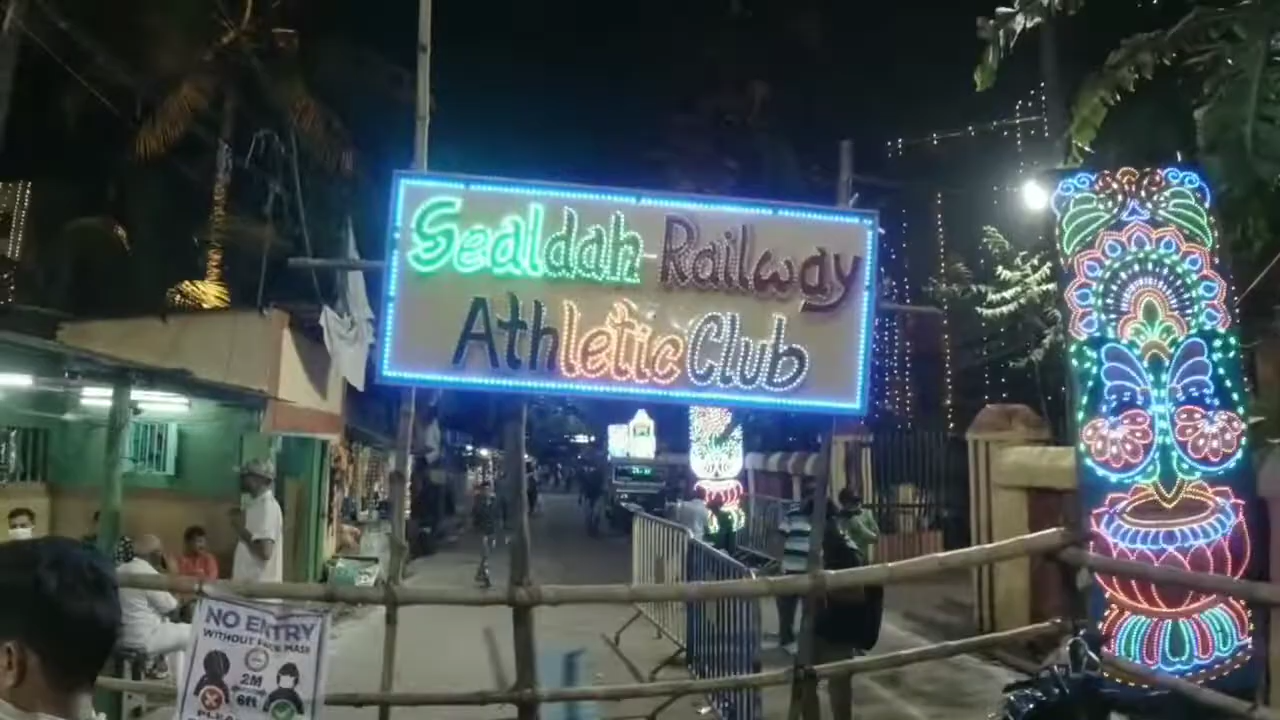 Sealdah Railway
Athletic Club
NO ENTRY
WITHOUT FACE MASK
2M
6ft